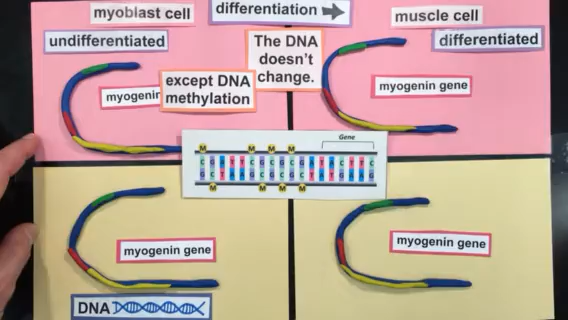 differentiation
myoblast cell
muscle cell
undifferentiated
differentiated
The DNA
doesn't
change.
except DNA
methylation
myogenin gene
Gene
M M M M
M M M M
myogenin gene
myogenin gene
DNA